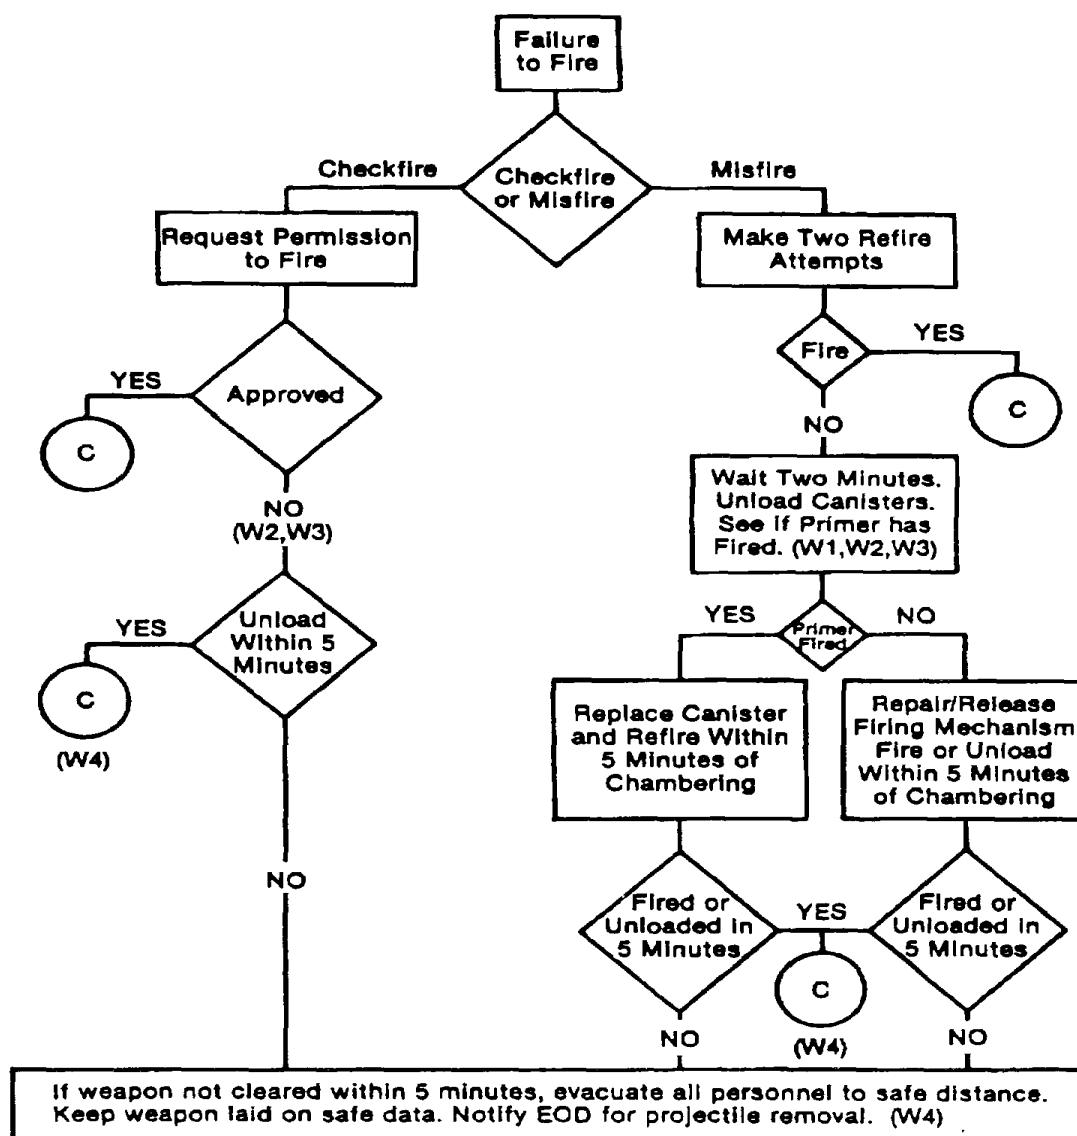 Failure
to Fire
Checkfire
Misfire
Checkfire
or Misfire
Request Permission
to Fire
Make Two Refire
Attempts
Fire
YES
YES
Approved
C
C
NO
NO
(W2,W3)
Wait Two Minutes.
Unload Canisters.
See if Primer has
Fired. (W1,W2,W3)
YES
Unload
Within 5
Minutes
YES
Primer
Fired
NO
C
(W4)
Replace Canister
and Refire Within
5 Minutes of
Chambering
Repair/Release
Firing Mechanism
Fire or Unload
Within 5 Minutes
of Chambering
NO
Fired or
Unloaded in
5 Minutes
YES
Fired or
Unloaded in
5 Minutes
C
NO
(W4)
NO
If weapon not cleared within 5 minutes, evacuate all personnel to safe distance.
Keep weapon laid on safe data. Notify EOD for projectile removal. (W4)